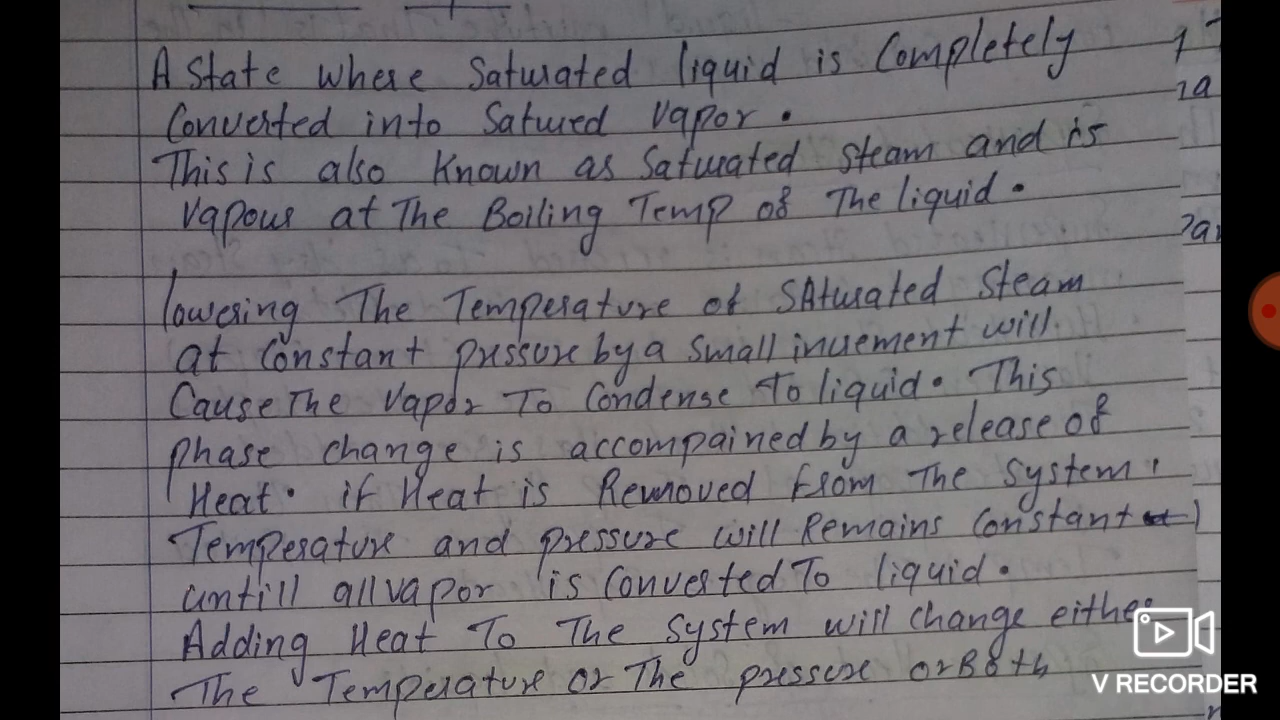 A State where Saturated liquid is Completely
Converted into Satured vapor.
This is also Known as Saturated steam and is
vapour at The Boiling Temp of The liquid.
lowering The Temperature of SAturated Steam
at Constant pressure by a small increment will
Cause The vapor To Condense To liquid. This
phase change is accompained by a release of
Heat. if Heat is Removed from The System,
Temperature and pressure will Remains Constant
untill all vapor is Converted To liquid.
Adding Heat To The System will change either
The Temperature or The pressure or Both
V RECORDER